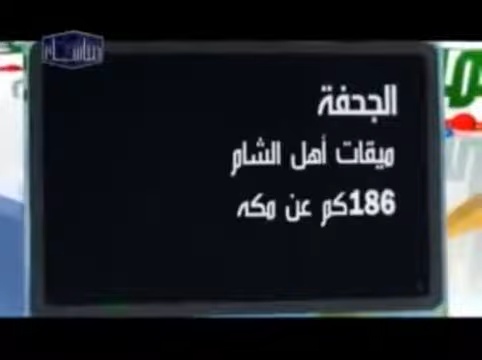 الجحفة
ميقات أهل الشام
186كم عن مكه